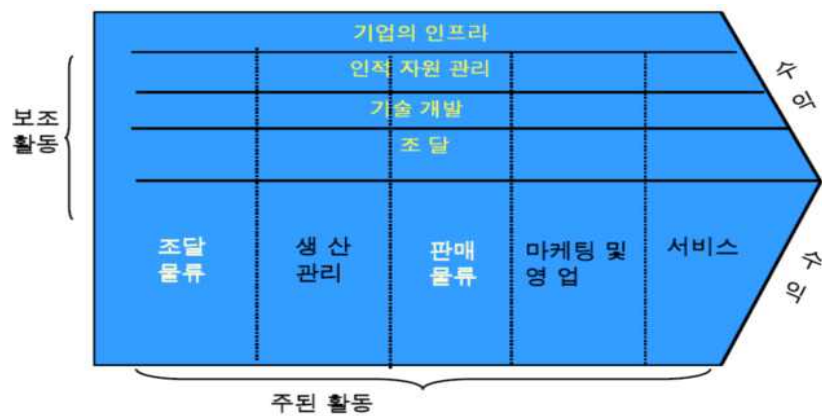 기업의 인프라
인적 자원 관리
기술 개발
조 달
보조
활동
수 익
조달
물류
생 산
관리
판매
물류
마케팅 및
영 업
서비스
수 익
주된 활동